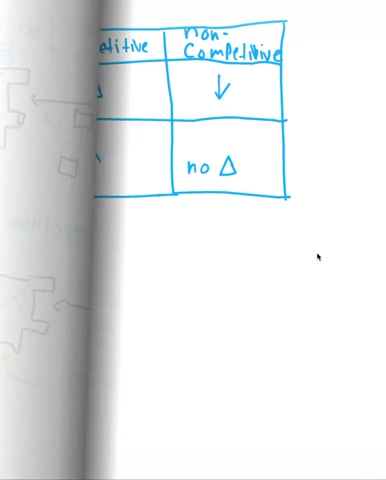 etitive non-
Competitive
↓
no Δ